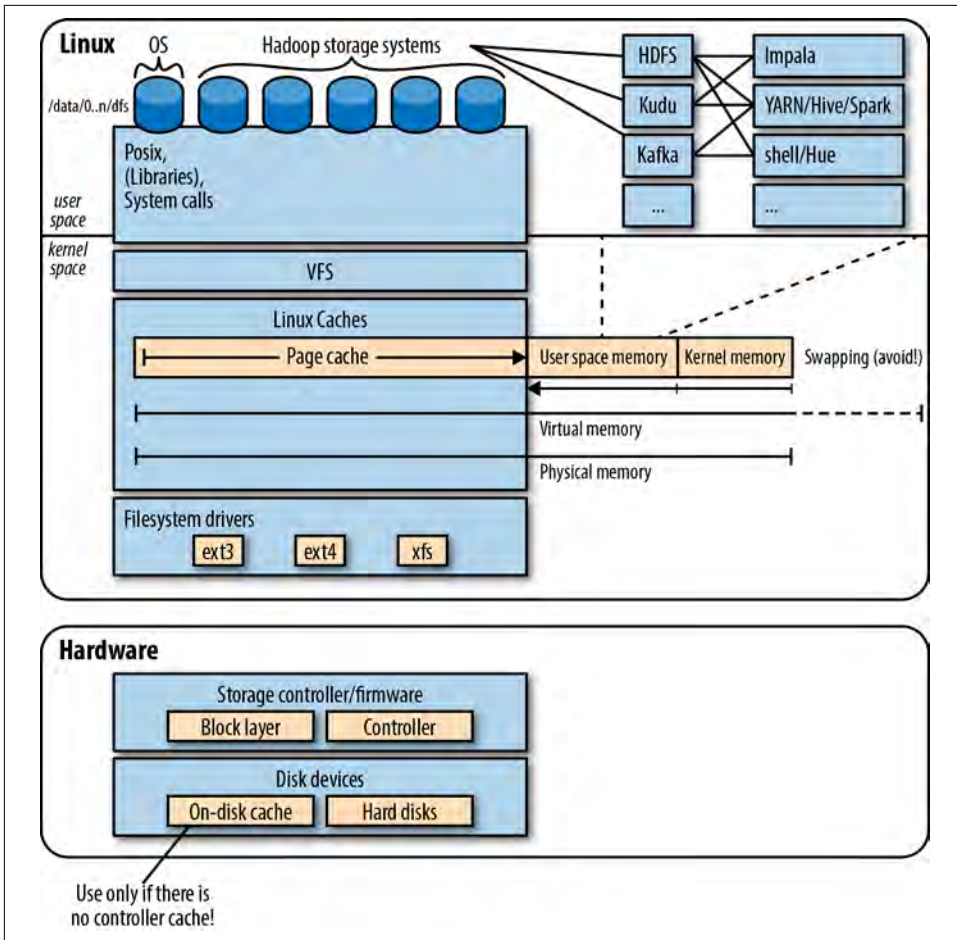 Linux
OS
Hadoop storage systems
/data/0..n/dfs
HDFS
Impala
Kudu
YARN/Hive/Spark
Kafka
shell/Hue
...
...
Posix,
(Libraries),
System calls
user
space
kernel
space
VFS
Linux Caches
Page cache
User space memory
Kernel memory
Swapping (avoid!)
Virtual memory
Physical memory
Filesystem drivers
ext3
ext4
xfs
Hardware
Storage controller/firmware
Block layer
Controller
Disk devices
On-disk cache
Hard disks
Use only if there is
no controller cache!